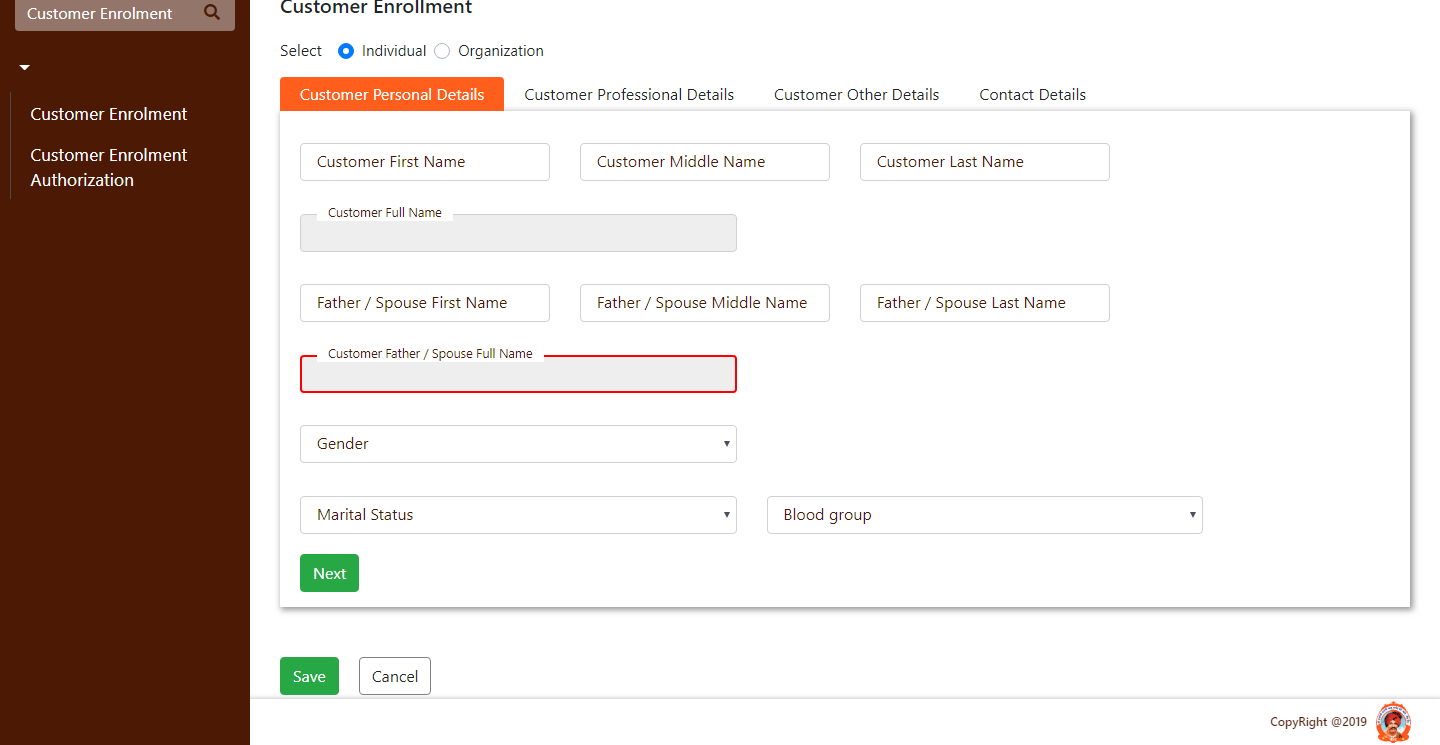 Customer Enrolment
Customer Enrolment
Customer Enrolment
Authorization
Customer Enrollment
Select Individual Organization
Customer Personal Details Customer Professional Details Customer Other Details Contact Details
Customer First Name Customer Middle Name Customer Last Name
Customer Full Name
Father / Spouse First Name Father / Spouse Middle Name Father / Spouse Last Name
Customer Father / Spouse Full Name
Gender
Marital Status Blood group
Next
Save Cancel
CopyRight @2019